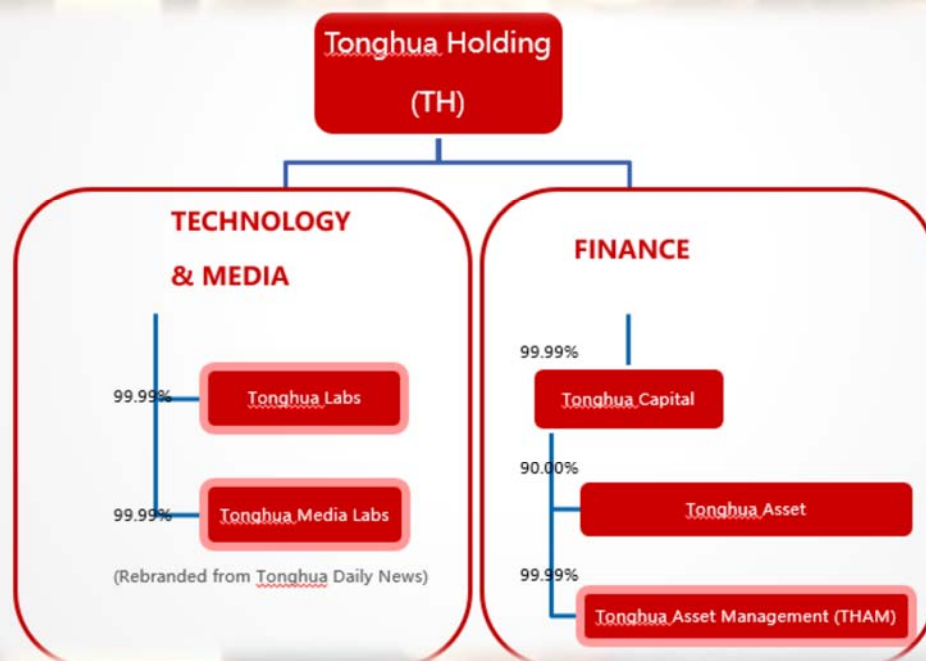 Tonghua Holding
(TH)
TECHNOLOGY
& MEDIA
99.99%
Tonghua Labs
99.99%
Tonghua Media Labs
(Rebranded from Tonghua Daily News)
FINANCE
99.99%
Tonghua Capital
90.00%
Tonghua Asset
99.99%
Tonghua Asset Management (THAM)